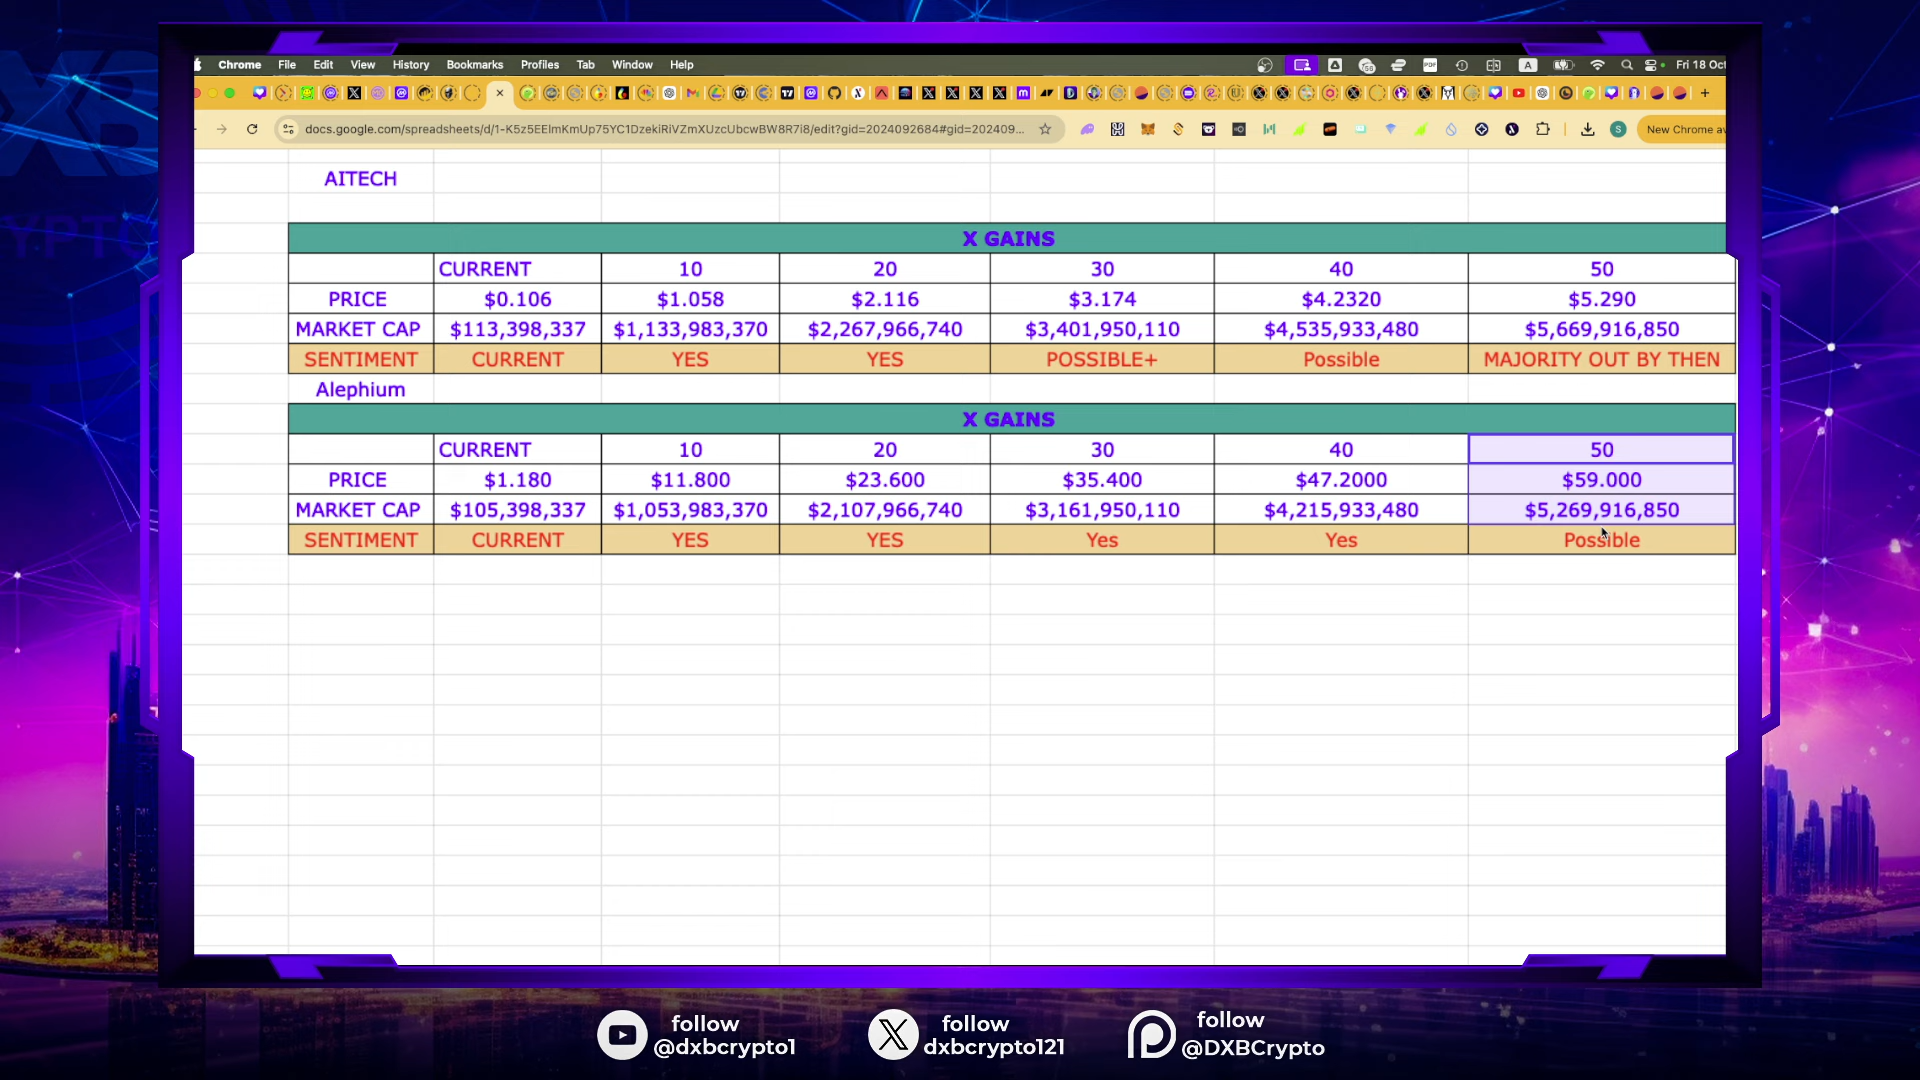 Chrome File Edit View History Bookmarks Profiles Tab Window Help Fri 18 Oct
docs.google.com/spreadsheets/d/1-K5z5EElmKmUp75YC1DzekiRiVZmXUzcUbcwBW8R7i8/edit?gid=2024092684#gid=202409... New Chrome av
AITECH
X GAINS
CURRENT 10 20 30 40 50
PRICE $0.106 $1.058 $2.116 $3.174 $4.2320 $5.290
MARKET CAP $113,398,337 $1,133,983,370 $2,267,966,740 $3,401,950,110 $4,535,933,480 $5,669,916,850
SENTIMENT CURRENT YES YES POSSIBLE+ Possible MAJORITY OUT BY THEN
Alephium
X GAINS
CURRENT 10 20 30 40 50
PRICE $1.180 $11.800 $23.600 $35.400 $47.2000 $59.000
MARKET CAP $105,398,337 $1,053,983,370 $2,107,966,740 $3,161,950,110 $4,215,933,480 $5,269,916,850
SENTIMENT CURRENT YES YES Yes Yes Possible
follow
@dxbcrypto1
follow
dxbcrypto121
follow
@DXBCrypto